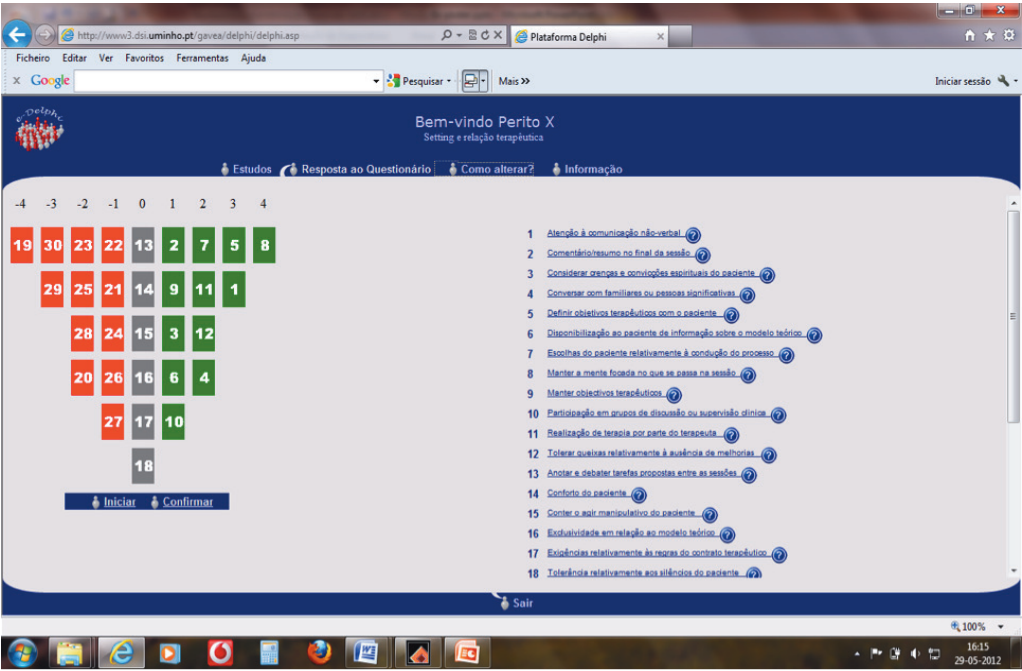 http://www3.dsi.uminho.pt/gavea/delphi/delphi.asp
Plataforma Delphi
Ficheiro Editar Ver Favoritos Ferramentas Ajuda
x Google Pesquisar Mais >> Iniciar sessão
e-Delphi
Bem-vindo Perito X
Setting e relação terapêutica
Estudos Resposta ao Questionário Como alterar? Informação
-4 -3 -2 -1 0 1 2 3 4
19 30 23 22 13 2 7 5 8
29 25 21 14 9 11 1
28 24 15 3 12
20 26 16 6 4
27 17 10
18
Iniciar Confirmar
1 Atenção à comunicação não-verbal
2 Comentário/resumo no final da sessão
3 Considerar crenças e convicções espirituais do paciente
4 Conversar com familiares ou pessoas significativas
5 Definir objetivos terapêuticos com o paciente
6 Disponibilização ao paciente de informação sobre o modelo teórico
7 Escolhas do paciente relativamente à condução do processo
8 Manter a mente focada no que se passa na sessão
9 Manter objectivos terapêuticos
10 Participação em grupos de discussão ou supervisão clínica
11 Realização de terapia por parte do terapeuta
12 Tolerar queixas relativamente à ausência de melhorias
13 Anotar e debater tarefas propostas entre as sessões
14 Conforto do paciente
15 Conter o agir manipulativo do paciente
16 Exclusividade em relação ao modelo teórico
17 Exigências relativamente às regras do contrato terapêutico
18 Tolerância relativamente aos silêncios do paciente
Sair
100%
16:15
29-05-2012